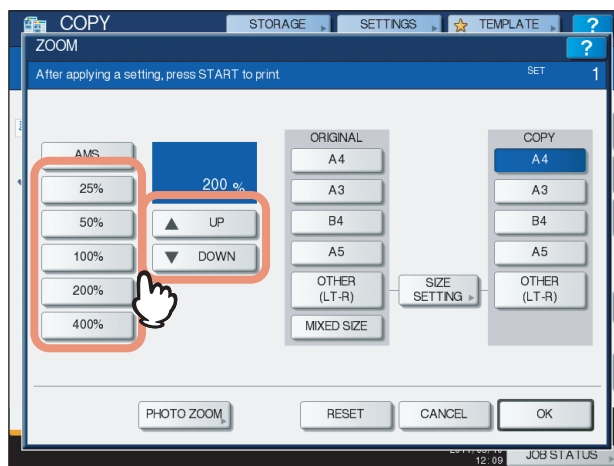 COPY
STORAGE
SETTINGS
TEMPLATE
?
ZOOM
?
After applying a setting, press START to print.
SET 1
AMS
25%
50%
100%
200%
400%
200 %
UP
DOWN
ORIGINAL
A4
A3
B4
A5
OTHER
(LT-R)
MIXED SIZE
SIZE
SETTING
COPY
A4
A3
B4
A5
OTHER
(LT-R)
PHOTO ZOOM
RESET
CANCEL
OK
12:09
JOB STATUS